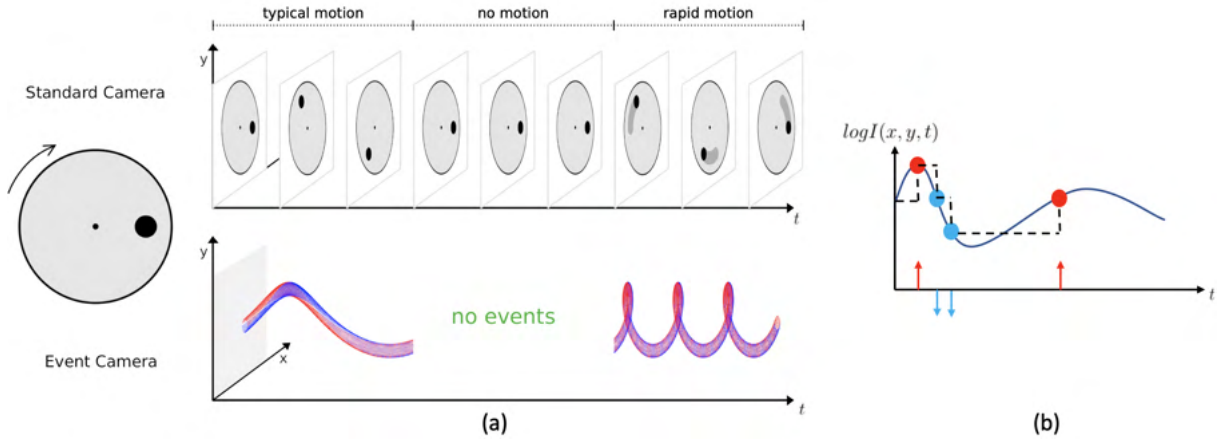 typical motion
no motion
rapid motion
y
Standard Camera
t
logI(x, y, t)
t
y
no events
x
Event Camera
t
(a)
(b)